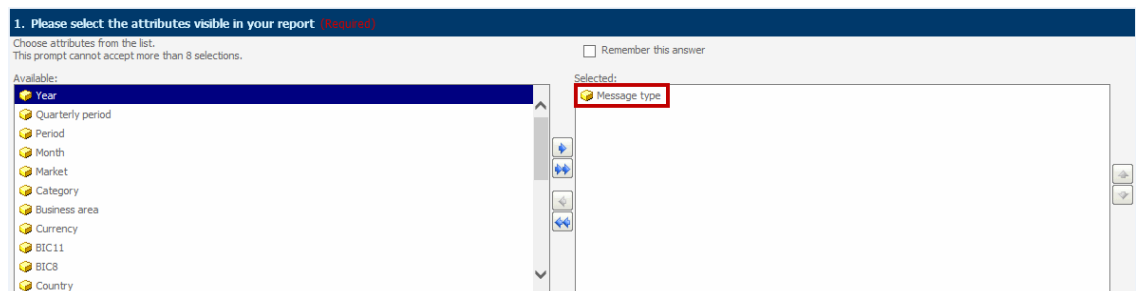 1. Please select the attributes visible in your report (Required)
Choose attributes from the list.
This prompt cannot accept more than 8 selections.
Remember this answer
Available:
Year
Quarterly period
Period
Month
Market
Category
Business area
Currency
BIC11
BIC8
Country
Selected:
Message type